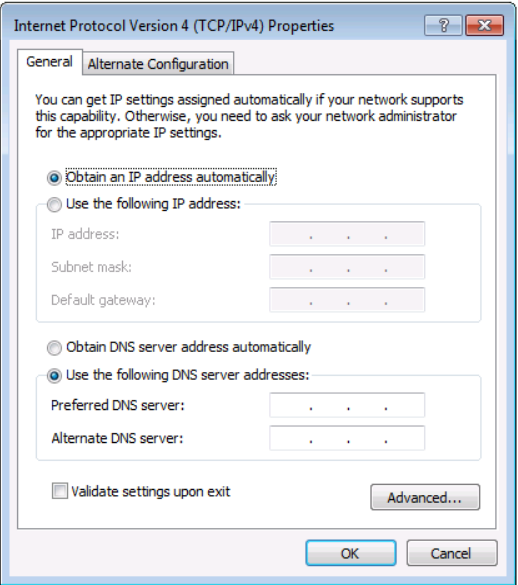 Internet Protocol Version 4 (TCP/IPv4) Properties
General
Alternate Configuration
You can get IP settings assigned automatically if your network supports
this capability. Otherwise, you need to ask your network administrator
for the appropriate IP settings.
Obtain an IP address automatically
Use the following IP address:
IP address:
Subnet mask:
Default gateway:
Obtain DNS server address automatically
Use the following DNS server addresses:
Preferred DNS server:
Alternate DNS server:
Validate settings upon exit
Advanced...
OK
Cancel